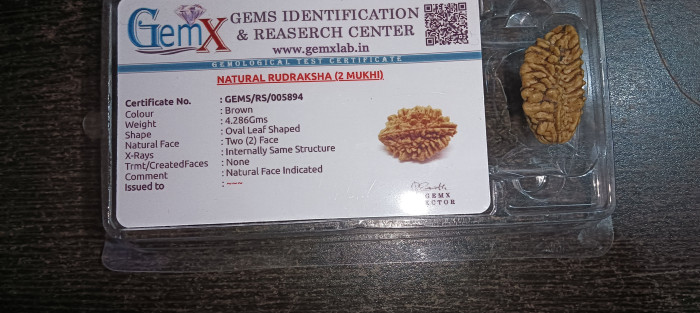 GemX
GEMS IDENTIFICATION
& REASERCH CENTER
www.gemxlab.in
GEMOLOGICAL TEST CERTIFICATE
NATURAL RUDRAKSHA (2 MUKHI)
Certificate No. : GEMS/RS/005894
Colour : Brown
Weight : 4.286Gms
Shape : Oval Leaf Shaped
Natural Face : Two (2) Face
X-Rays : Internally Same Structure
Trmt/CreatedFaces : None
Comment : Natural Face Indicated
Issued to : -----
GEMX
ECTOR